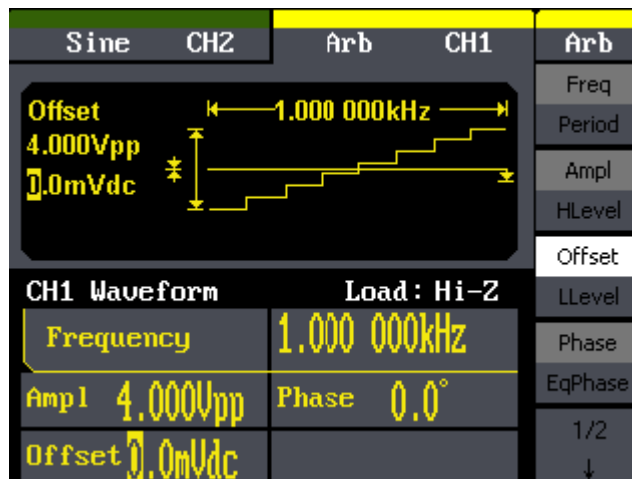 Sine CH2 Arb CH1 Arb
Offset
4.000Vpp
0.0mVdc
1.000 000kHz
CH1 Waveform Load: Hi-Z
Frequency 1.000 000kHz
Ampl 4.000Vpp Phase 0.0°
Offset 0.0mVdc
Freq
Period
Ampl
HLevel
Offset
LLevel
Phase
EqPhase
1/2
↓